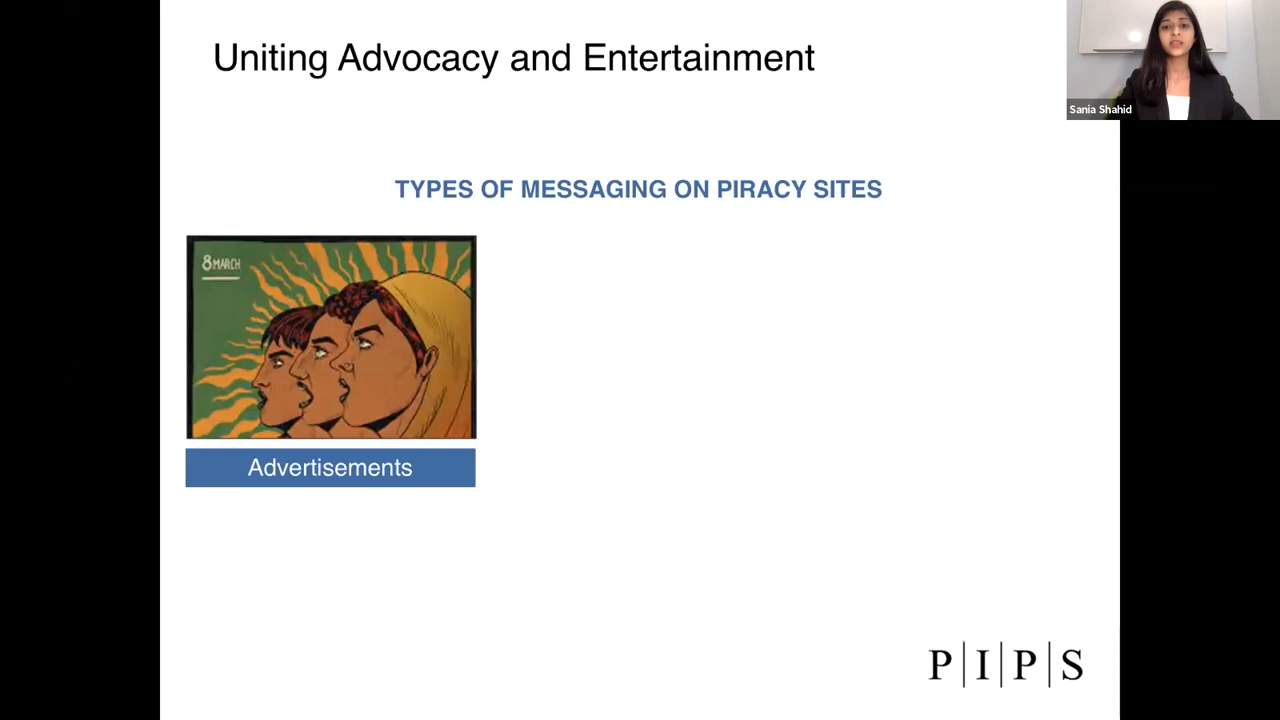 Uniting Advocacy and Entertainment
Sania Shahid
TYPES OF MESSAGING ON PIRACY SITES
8 MARCH
Advertisements
P|I|P|S